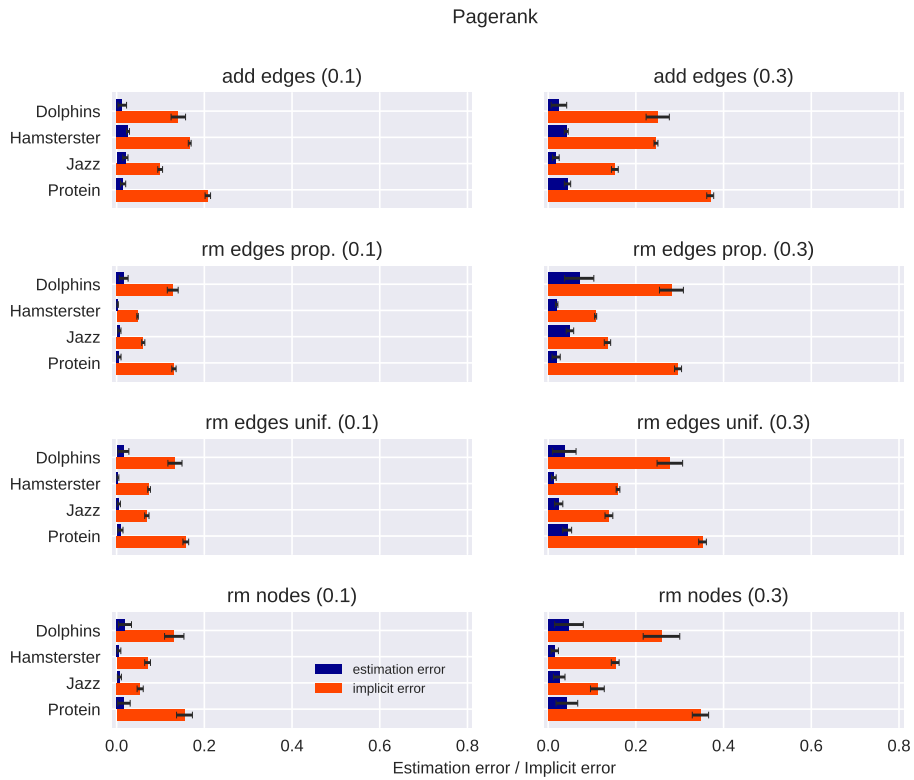 Pagerank
add edges (0.1)
add edges (0.3)
Dolphins
Hamsterster
Jazz
Protein
rm edges prop. (0.1)
rm edges prop. (0.3)
Dolphins
Hamsterster
Jazz
Protein
rm edges unif. (0.1)
rm edges unif. (0.3)
Dolphins
Hamsterster
Jazz
Protein
rm nodes (0.1)
rm nodes (0.3)
Dolphins
Hamsterster
Jazz
Protein
estimation error
implicit error
0.0 0.2 0.4 0.6 0.8
0.0 0.2 0.4 0.6 0.8
Estimation error / Implicit error